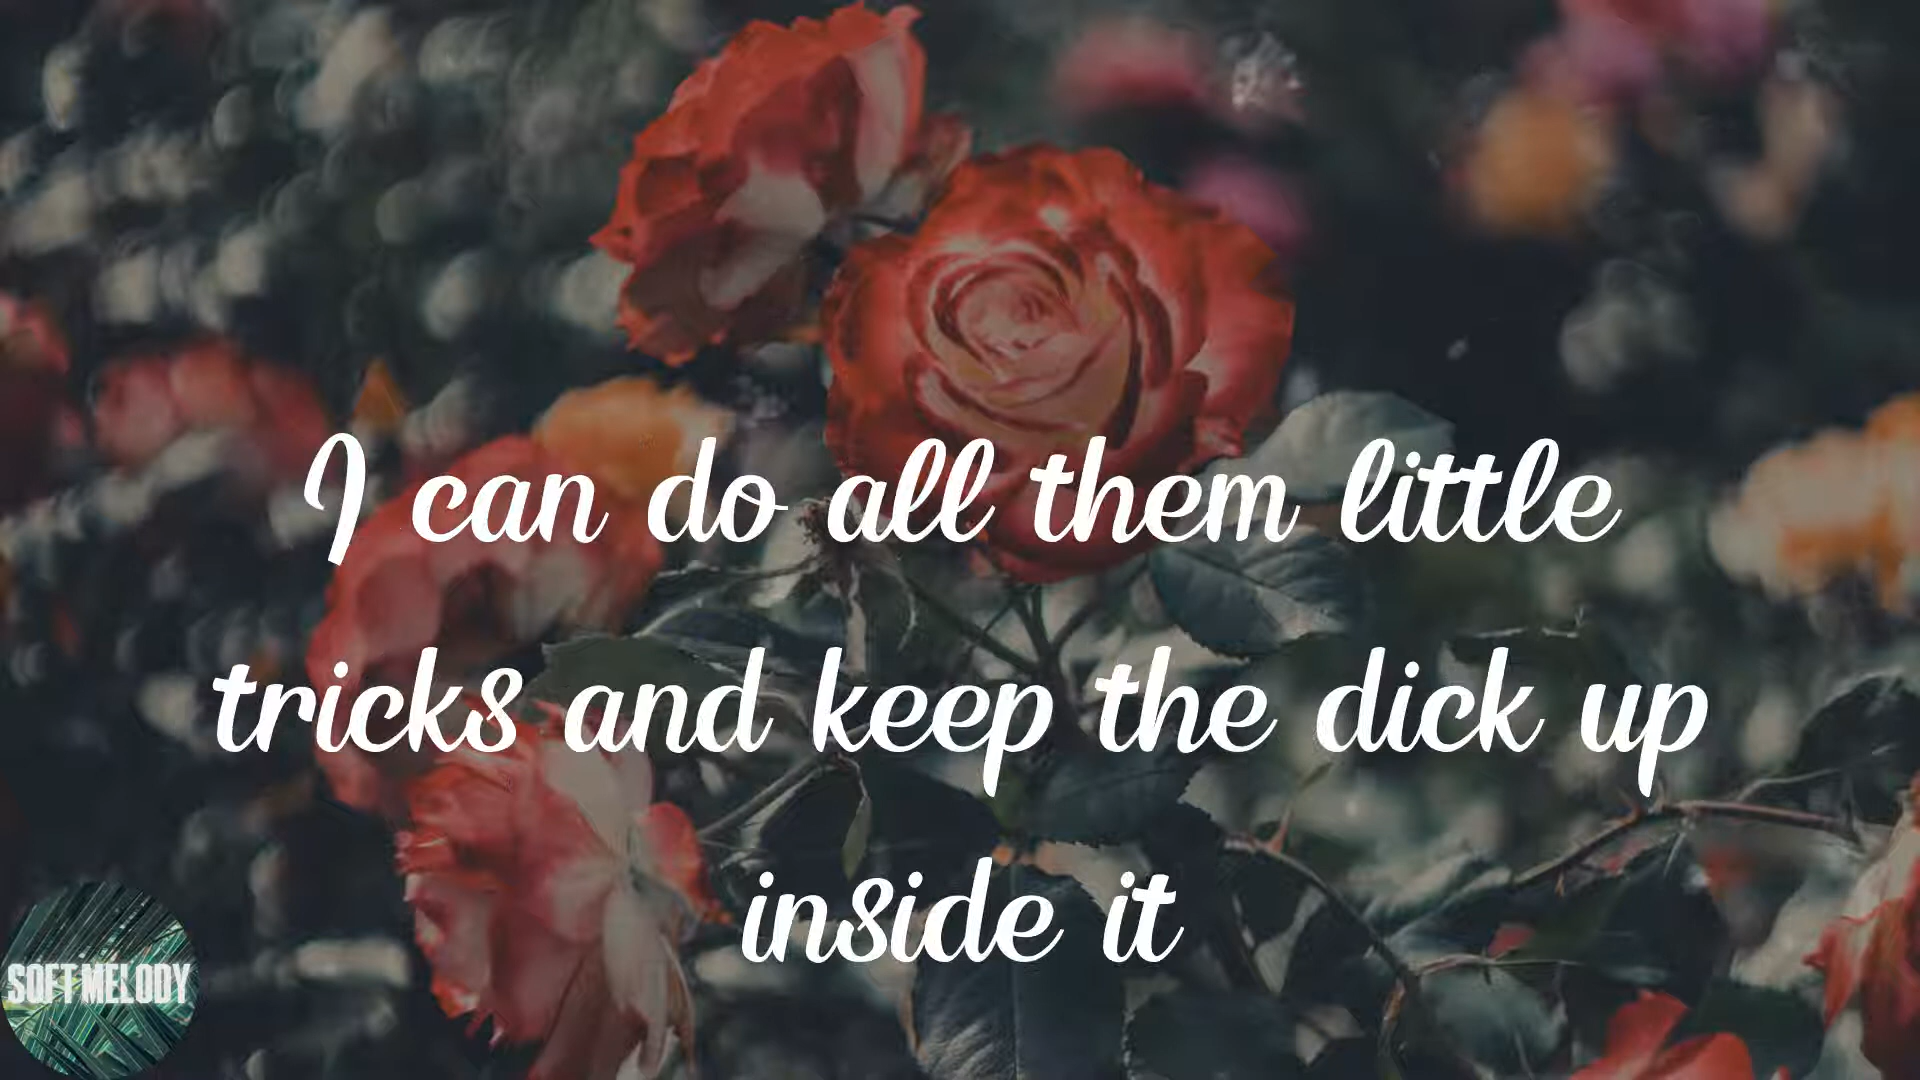 I can do all them little
tricks and keep the dick up
inside it
SOFT MELODY